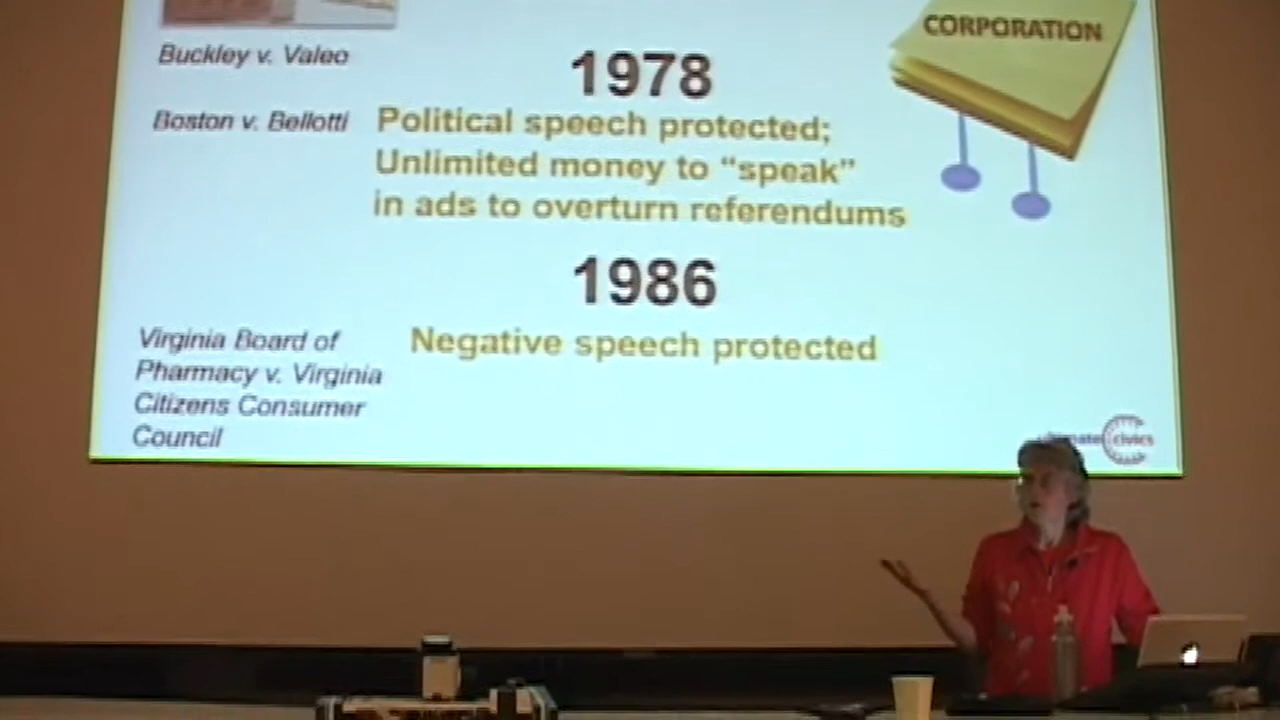 CORPORATION
Buckley v. Valeo
1978
Boston v. Bellotti
Political speech protected;
Unlimited money to “speak”
in ads to overturn referendums
1986
Virginia Board of
Pharmacy v. Virginia
Citizens Consumer
Council
Negative speech protected
civics